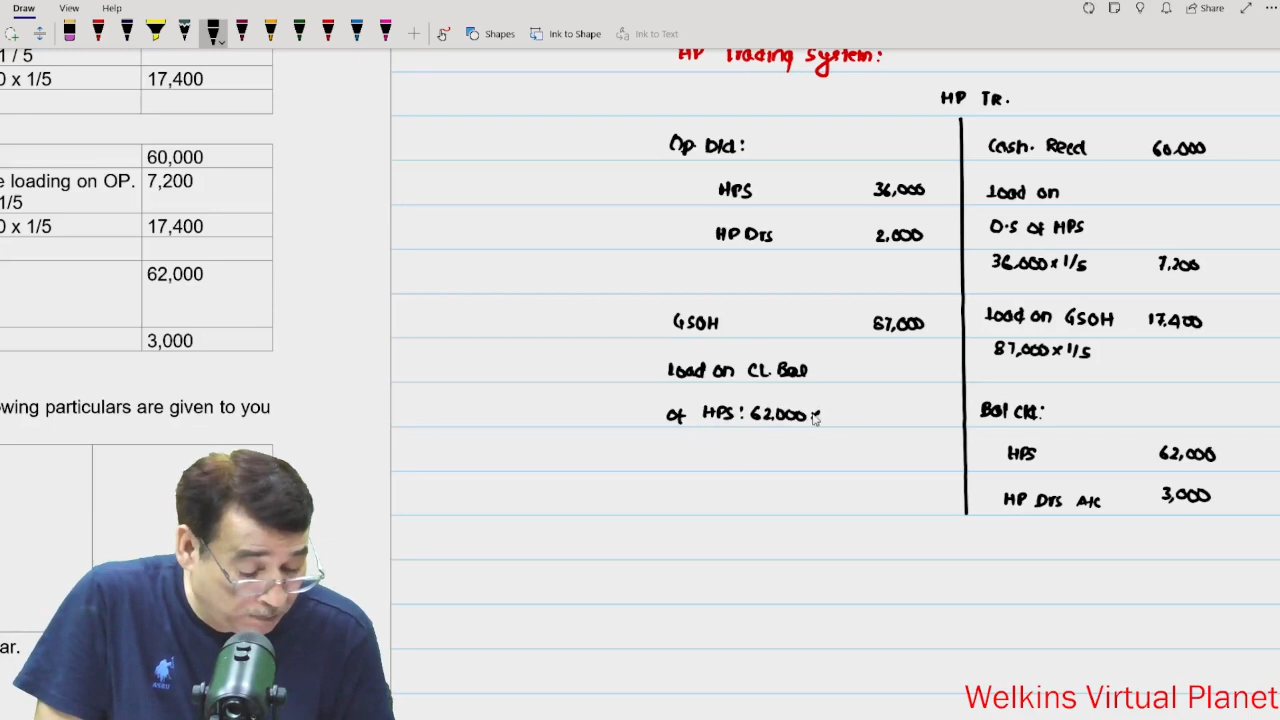 Draw View Help
Share
Shapes Ink to Shape Ink to Text
1 / 5
0 x 1/5 17,400
60,000
e loading on OP. 7,200
1/5
0 x 1/5 17,400
62,000
3,000
owing particulars are given to you
ar.
HP Trading System:
HP TR.
Op. Bld:
HPS 36,000
HP Drs 2,000
GSOH 87,000
load on CL. Bal
of HPS: 62,000 x
Cash. Recd 60,000
load on
O.S of HPS
36,000 x 1/5 7,200
load on GSOH 17,400
87,000 x 1/5
Bal c/d:
HPS 62,000
HP Drs A/c 3,000
Welkins Virtual Planet